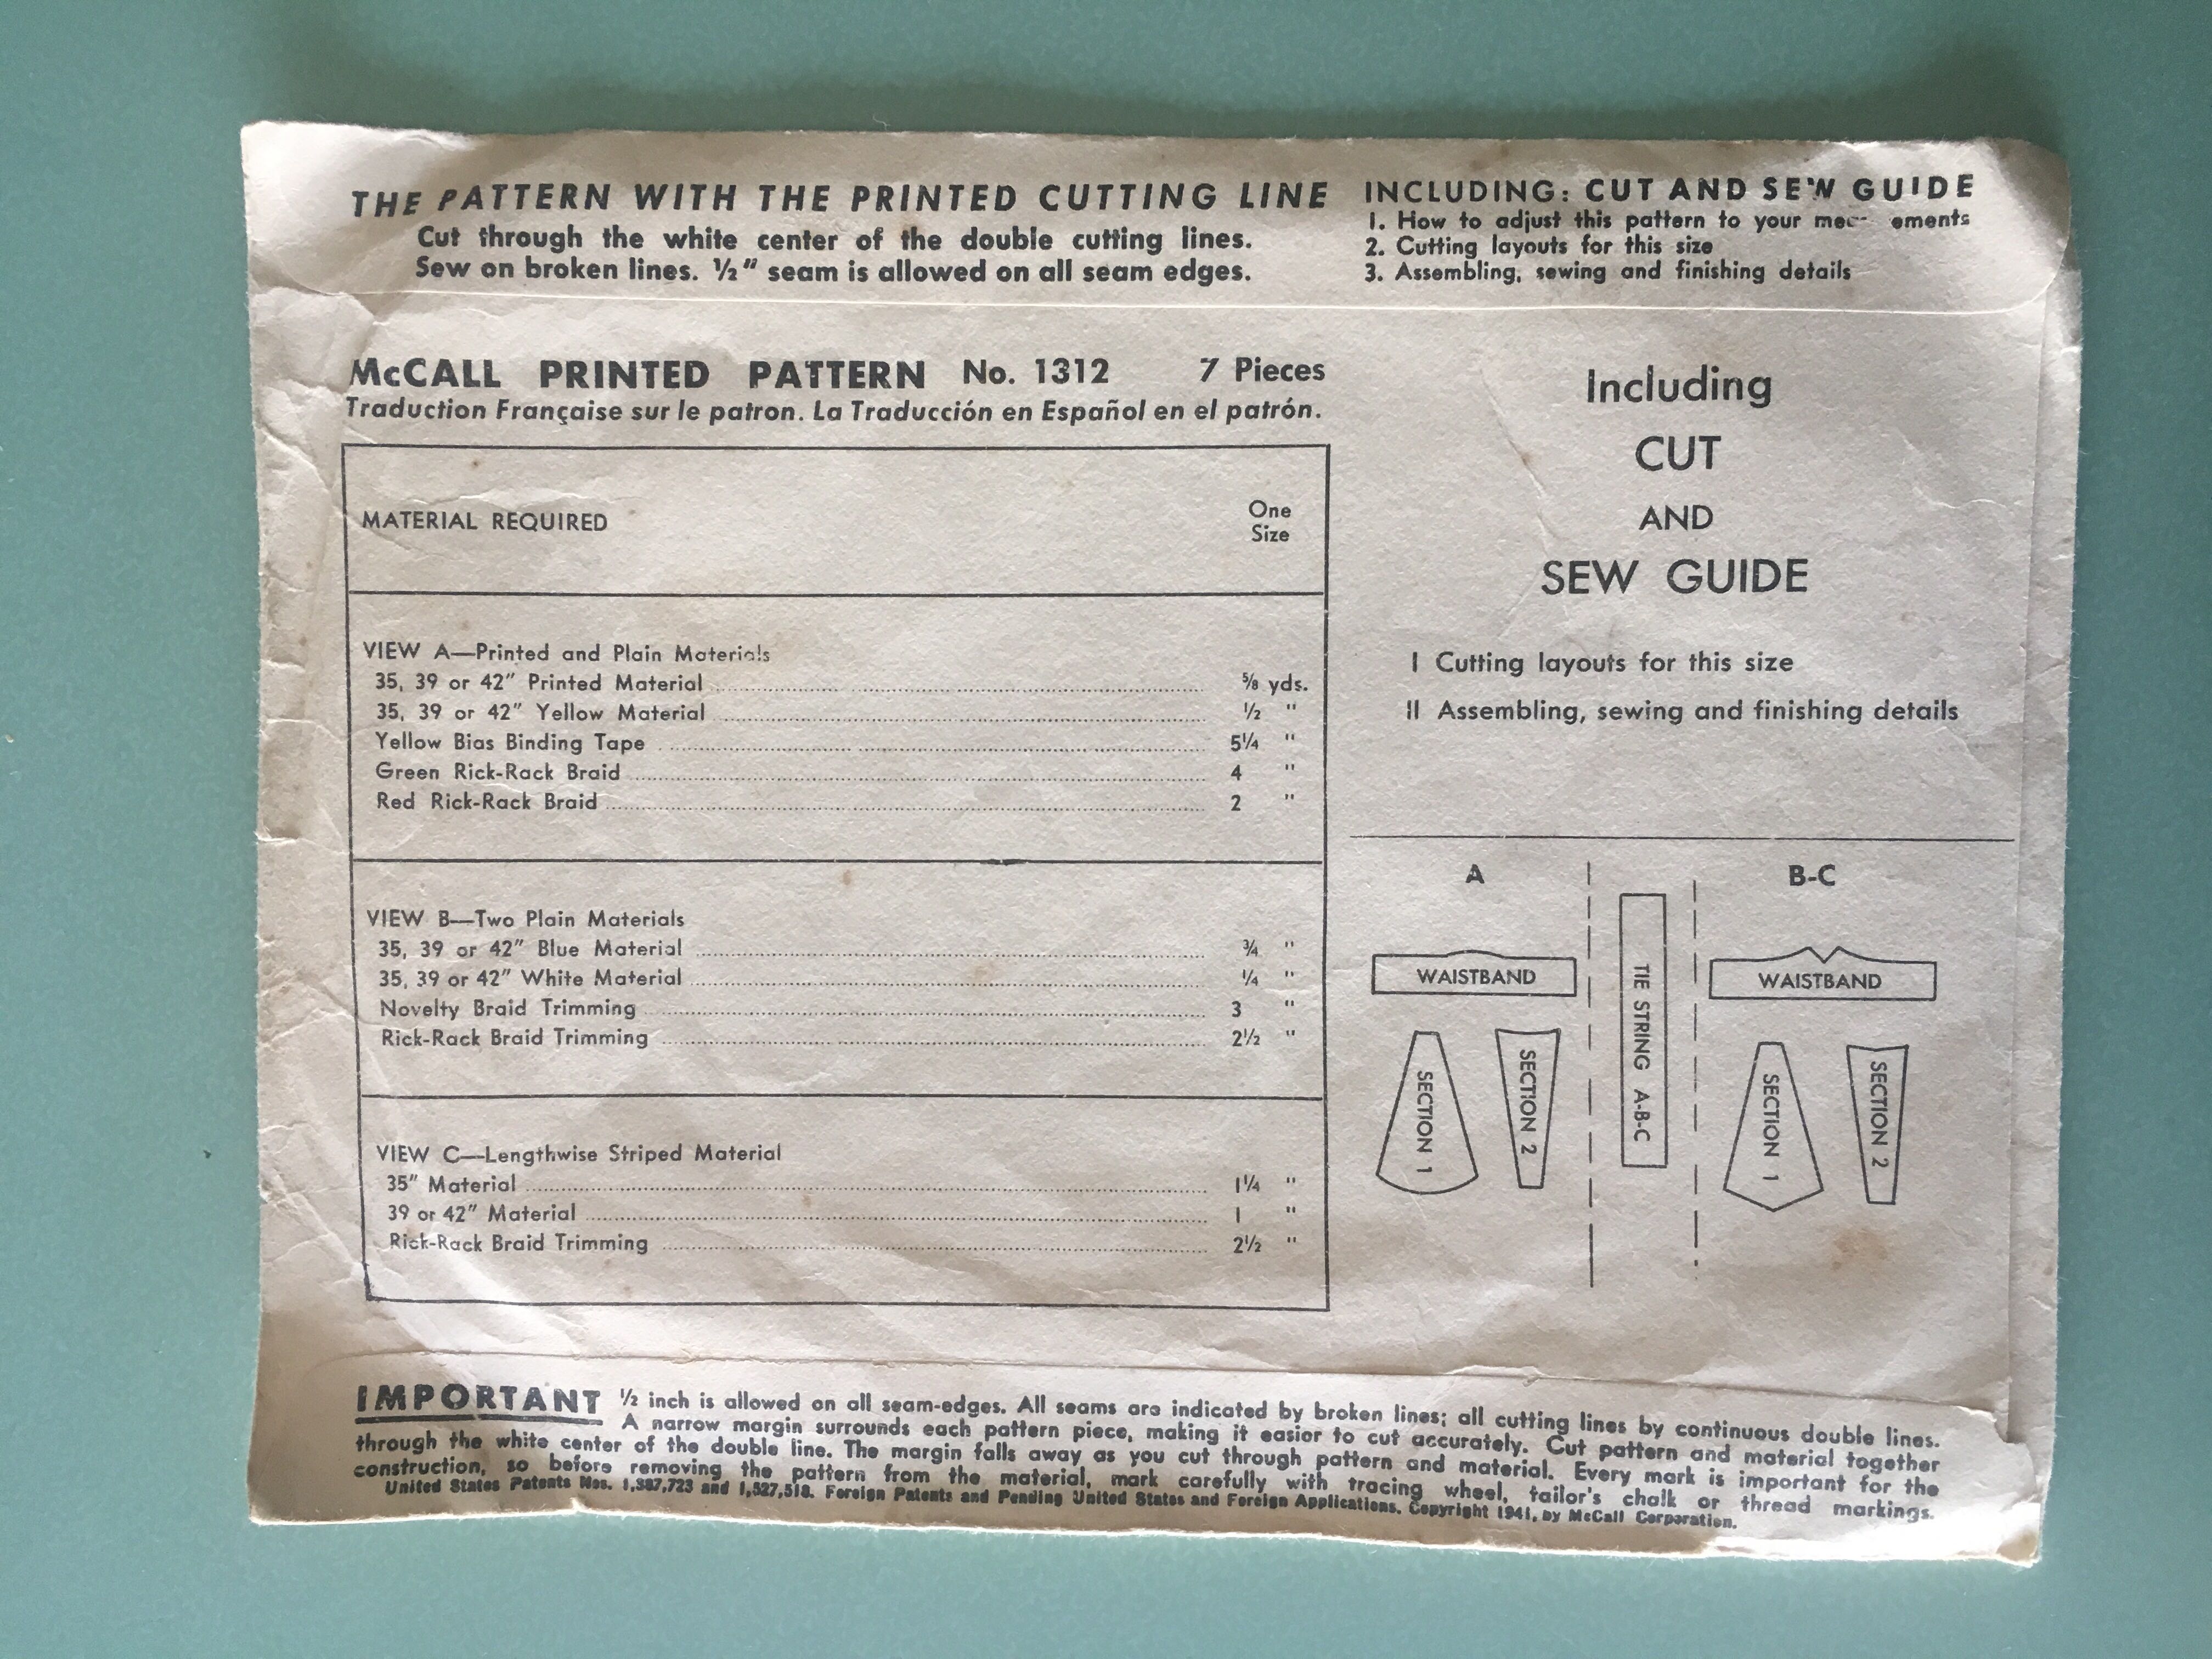 THE PATTERN WITH THE PRINTED CUTTING LINE
Cut through the white center of the double cutting lines.
Sew on broken lines. ½" seam is allowed on all seam edges.
INCLUDING: CUT AND SEW GUIDE
1. How to adjust this pattern to your
2. Cutting layouts for this size
3. Assembling, sewing and finishing details
McCALL PRINTED PATTERN No. 1312 7 Pieces
Traduction Française sur le patron. La Traducción en Español en el patrón.
MATERIAL REQUIRED
One
Size
VIEW A—Printed and Plain Materials
35, 39 or 42" Printed Material ⅝ yds.
35, 39 or 42" Yellow Material ½ "
Yellow Bias Binding Tape 5¼ "
Green Rick-Rack Braid 4 "
Red Rick-Rack Braid 2 "
VIEW B—Two Plain Materials
35, 39 or 42" Blue Material ¾ "
35, 39 or 42" White Material ¼ "
Novelty Braid Trimming 3 "
Rick-Rack Braid Trimming 2½ "
VIEW C—Lengthwise Striped Material
35" Material 1¼ "
39 or 42" Material 1 "
Rick-Rack Braid Trimming 2½ "
Including
CUT
AND
SEW GUIDE
I Cutting layouts for this size
II Assembling, sewing and finishing details
A
WAISTBAND
SECTION 1
SECTION 2
TIE STRING A-B-C
B-C
WAISTBAND
SECTION 1
SECTION 2
IMPORTANT ½ inch is allowed on all seam-edges. All seams are indicated by broken lines; all cutting lines by continuous double lines.
A narrow margin surrounds each pattern piece, making it easier to cut accurately. Cut pattern and material together
through the white center of the double line. The margin falls away as you cut through pattern and material. Every mark is important for the
construction, so before removing the pattern from the material, mark carefully with tracing wheel, tailor's chalk or thread markings.
United States Patents Nos. 1,387,723 and 1,527,518. Foreign Patents and Pending United States and Foreign Applications. Copyright 1941, by McCall Corporation.